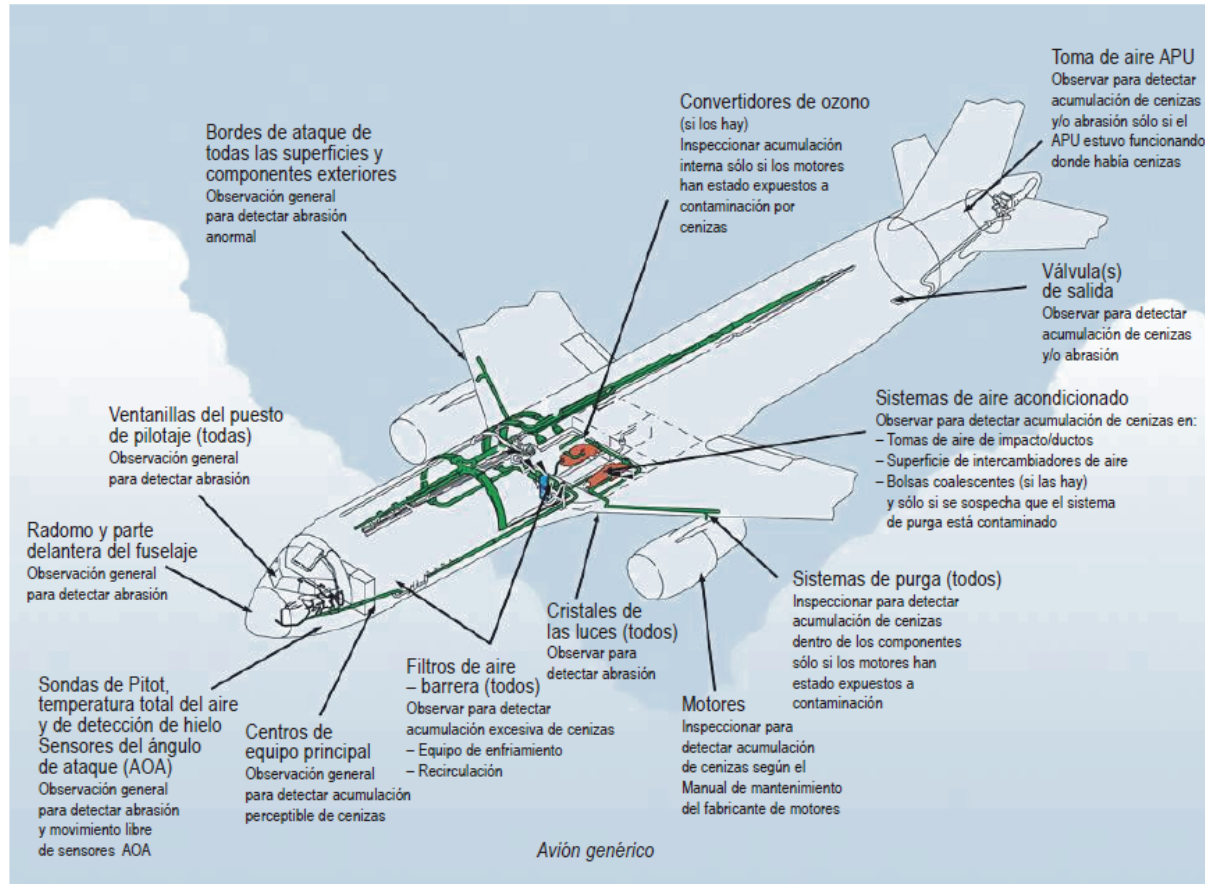 Toma de aire APU
Observar para detectar
acumulación de cenizas
y/o abrasión sólo si el
APU estuvo funcionando
donde había cenizas
Convertidores de ozono
(si los hay)
Inspeccionar acumulación
interna sólo si los motores
han estado expuestos a
contaminación por
cenizas
Bordes de ataque de
todas las superficies y
componentes exteriores
Observación general
para detectar abrasión
anormal
Válvula(s)
de salida
Observar para detectar
acumulación de cenizas
y/o abrasión
Sistemas de aire acondicionado
Observar para detectar acumulación de cenizas en:
– Tomas de aire de impacto/ductos
– Superficie de intercambiadores de aire
– Bolsas coalescentes (si las hay)
y sólo si se sospecha que el sistema
de purga está contaminado
Ventanillas del puesto
de pilotaje (todas)
Observación general
para detectar abrasión
Radomo y parte
delantera del fuselaje
Observación general
para detectar abrasión
Sondas de Pitot,
temperatura total del aire
y de detección de hielo
Sensores del ángulo
de ataque (AOA)
Observación general
para detectar abrasión
y movimiento libre
de sensores AOA
Centros de
equipo principal
Observación general
para detectar acumulación
perceptible de cenizas
Filtros de aire
– barrera (todos)
Observar para detectar
acumulación excesiva de cenizas
– Equipo de enfriamiento
– Recirculación
Cristales de
las luces (todos)
Observar para
detectar abrasión
Motores
Inspeccionar para
detectar acumulación
de cenizas según el
Manual de mantenimiento
del fabricante de motores
Sistemas de purga (todos)
Inspeccionar para detectar
acumulación de cenizas
dentro de los componentes
sólo si los motores han
estado expuestos a
contaminación
Avión genérico